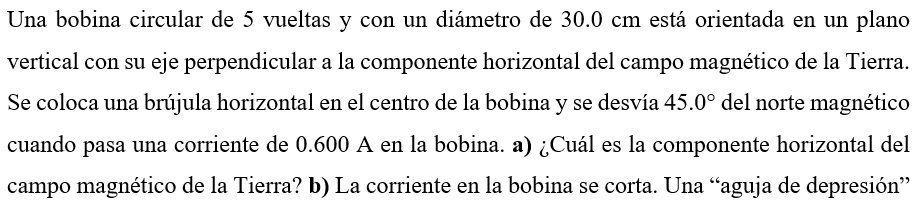 Una bobina circular de 5 vueltas y con un diámetro de 30.0 cm está orientada en un plano
vertical con su eje perpendicular a la componente horizontal del campo magnético de la Tierra.
Se coloca una brújula horizontal en el centro de la bobina y se desvía 45.0° del norte magnético
cuando pasa una corriente de 0.600 A en la bobina. a) ¿Cuál es la componente horizontal del
campo magnético de la Tierra? b) La corriente en la bobina se corta. Una “aguja de depresión”